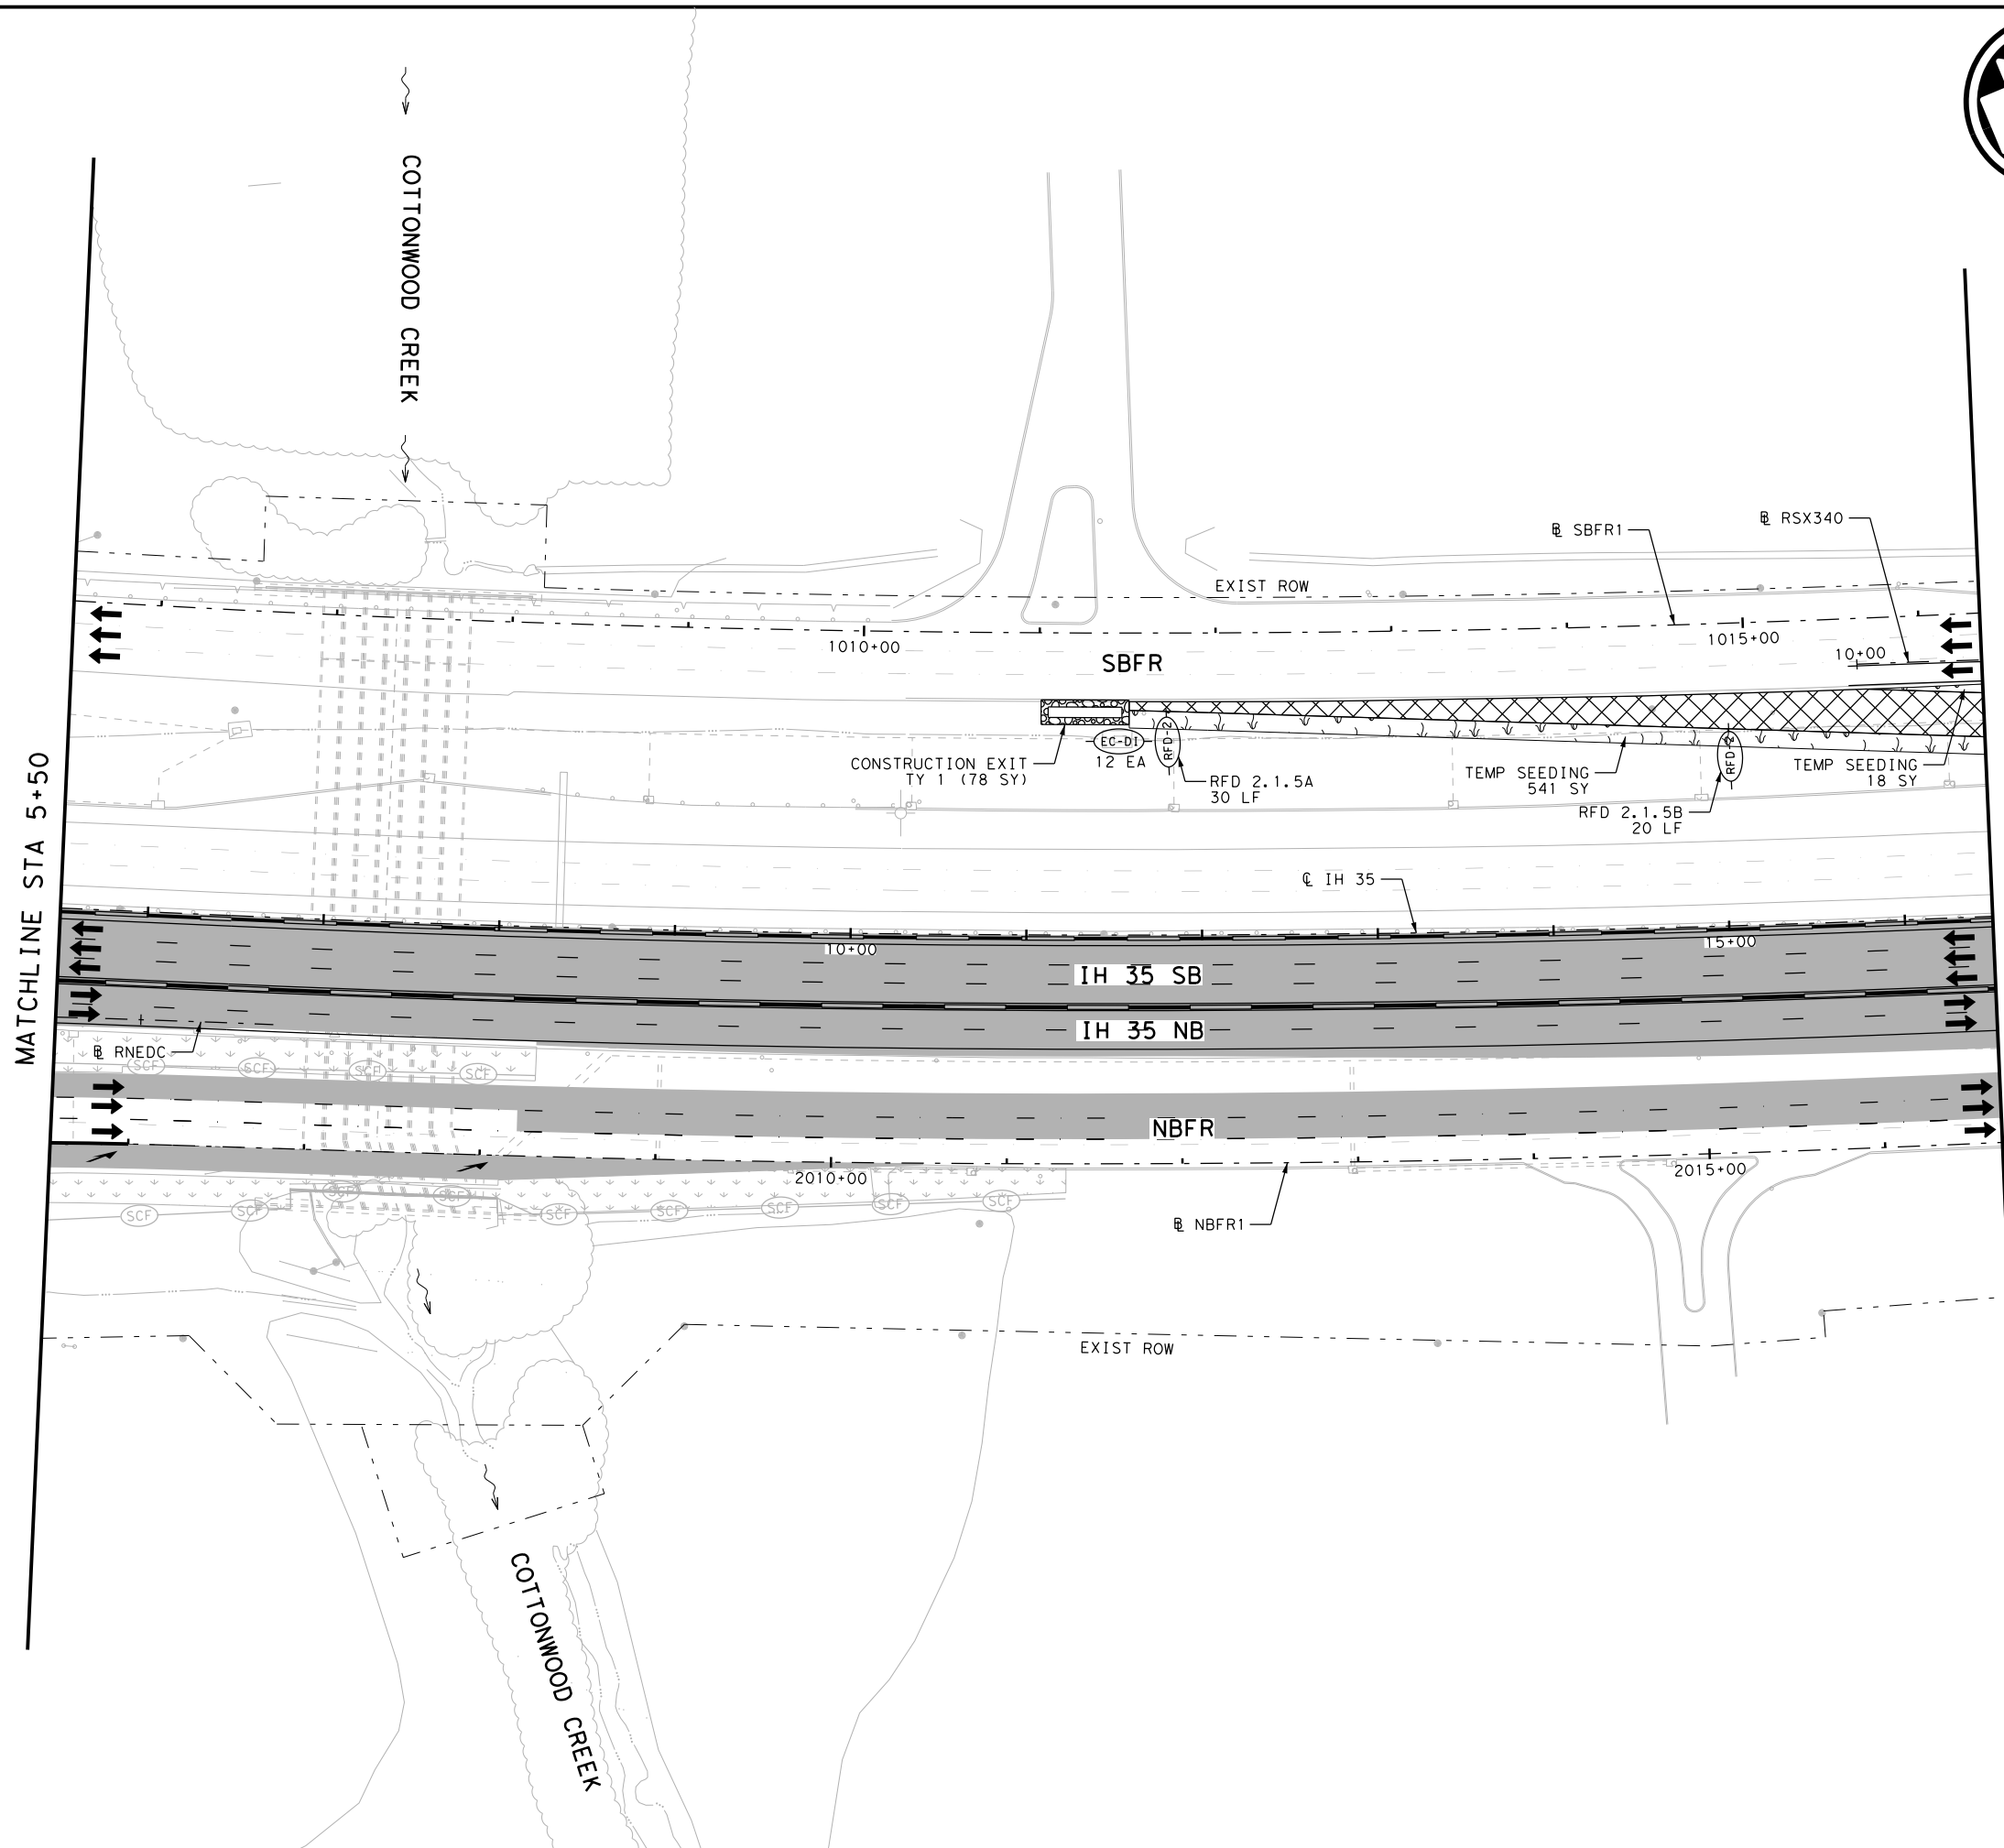 COTTONWOOD CREEK
℄ SBFR1
℄ RSX340
EXIST ROW
1010+00
1015+00
10+00
SBFR
EC-DI
12 EA
RFD-2
CONSTRUCTION EXIT
TY 1 (78 SY)
RFD 2.1.5A
30 LF
TEMP SEEDING
541 SY
RFD-2
TEMP SEEDING
18 SY
RFD 2.1.5B
20 LF
MATCHLINE STA 5+50
℄ IH 35
10+00
15+00
IH 35 SB
IH 35 NB
℄ RNEDC
SCF
SCF
SCF
SCF
NBFR
2010+00
2015+00
SCF
SCF
SCF
SCF
SCF
SCF
SCF
SCF
SCF
℄ NBFR1
EXIST ROW
COTTONWOOD CREEK